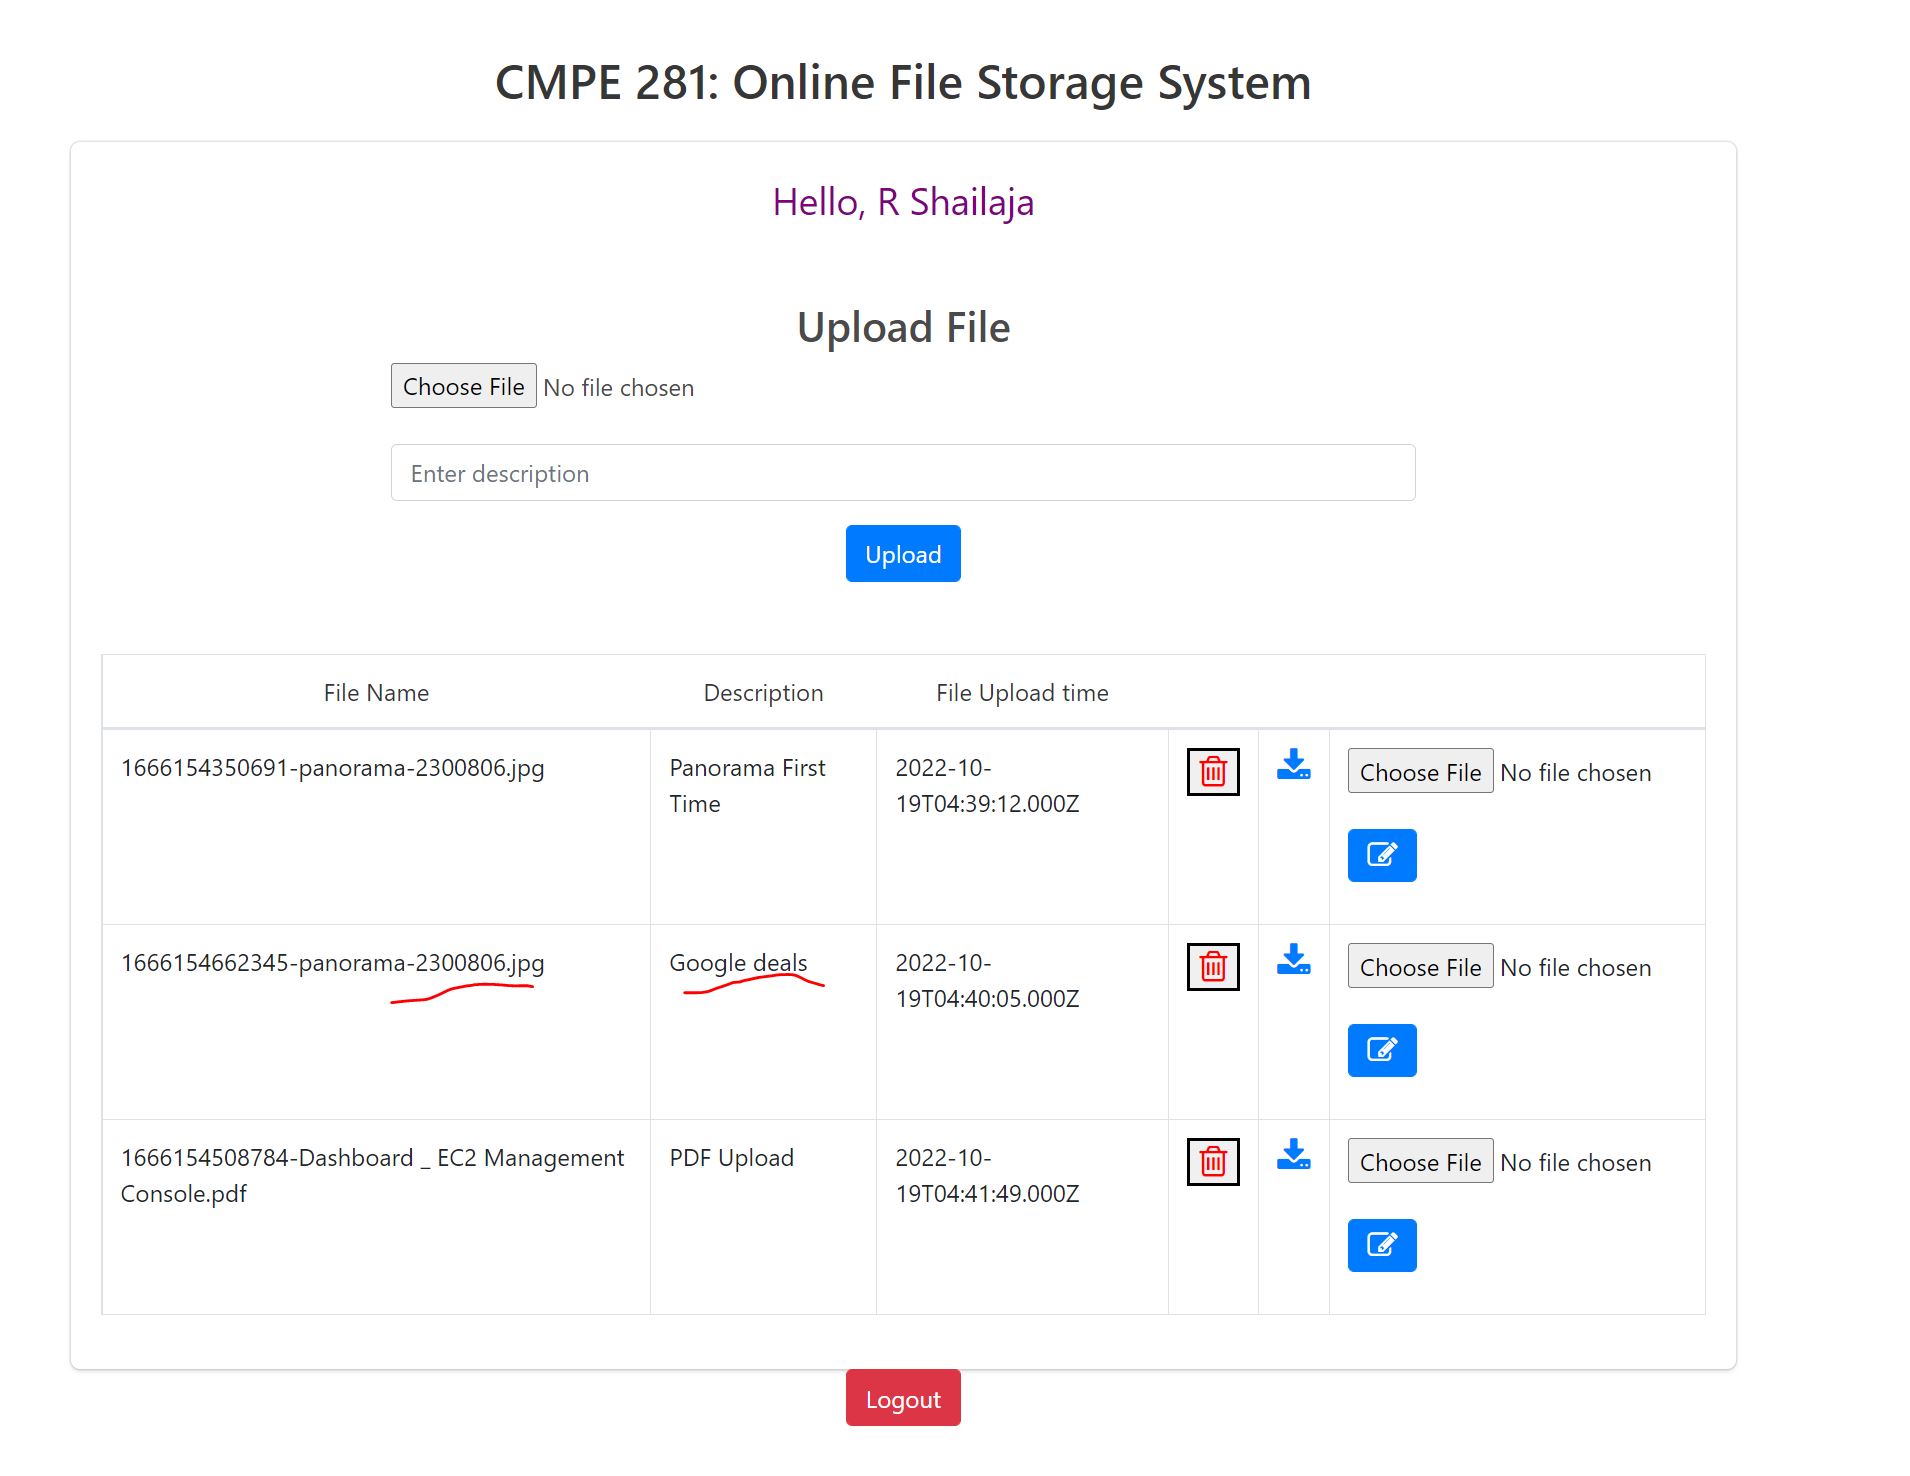 CMPE 281: Online File Storage System
Hello, R Shailaja
Upload File
Choose File No file chosen
Enter description
Upload
File Name Description File Upload time
1666154350691-panorama-2300806.jpg Panorama First 2022-10- Choose File No file chosen
Time 19T04:39:12.000Z
1666154662345-panorama-2300806.jpg Google deals 2022-10- Choose File No file chosen
19T04:40:05.000Z
1666154508784-Dashboard _ EC2 Management PDF Upload 2022-10- Choose File No file chosen
Console.pdf 19T04:41:49.000Z
Logout